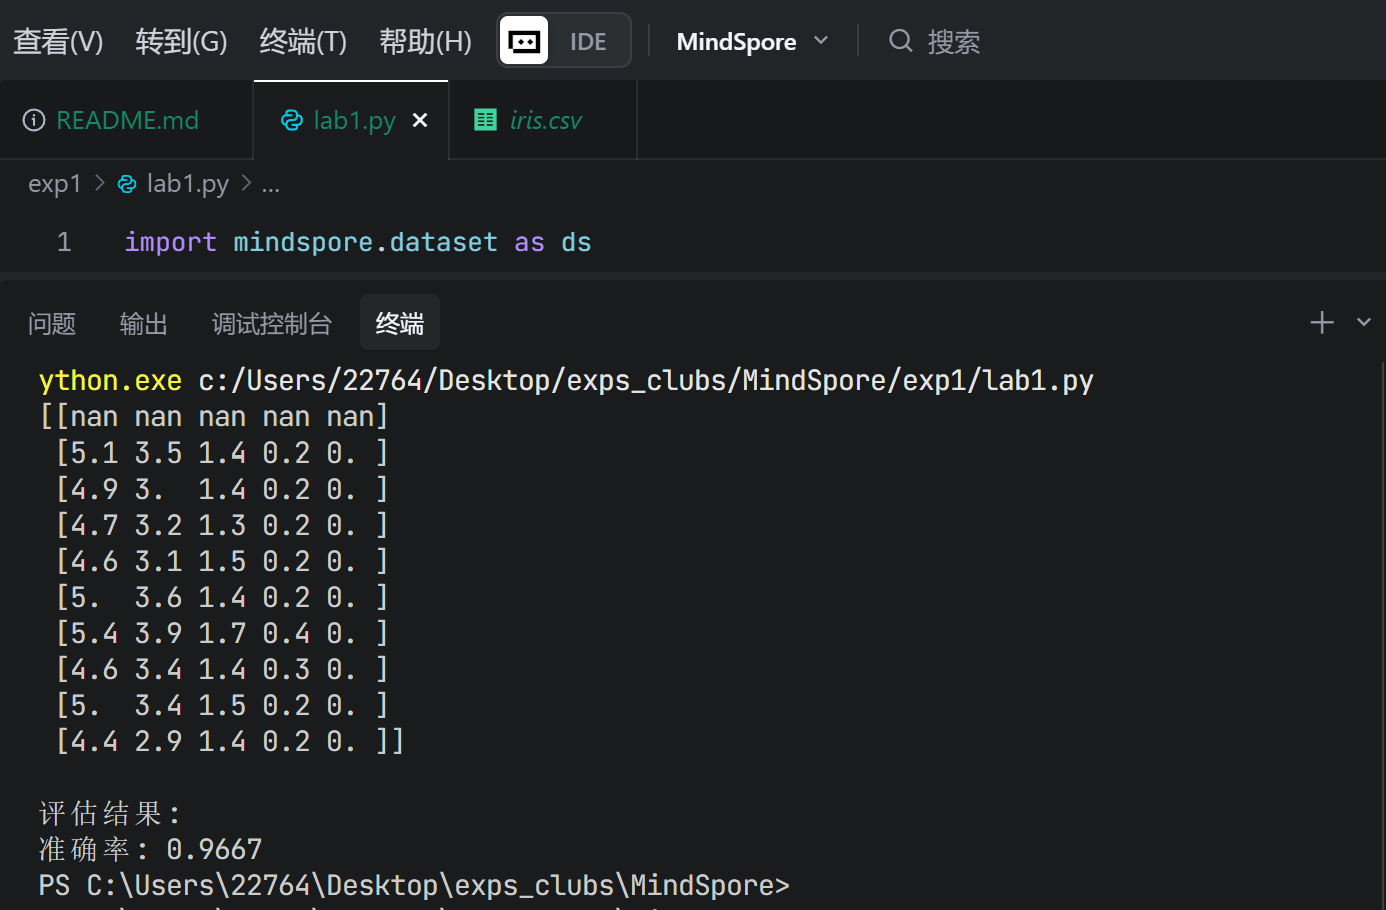 查看(V) 转到(G) 终端(T) 帮助(H) IDE MindSpore 搜索
README.md lab1.py iris.csv
exp1 > lab1.py > ...
1 import mindspore.dataset as ds
问题 输出 调试控制台 终端
ython.exe c:/Users/22764/Desktop/exps_clubs/MindSpore/exp1/lab1.py
[[nan nan nan nan nan]
[5.1 3.5 1.4 0.2 0. ]
[4.9 3.  1.4 0.2 0. ]
[4.7 3.2 1.3 0.2 0. ]
[4.6 3.1 1.5 0.2 0. ]
[5.  3.6 1.4 0.2 0. ]
[5.4 3.9 1.7 0.4 0. ]
[4.6 3.4 1.4 0.3 0. ]
[5.  3.4 1.5 0.2 0. ]
[4.4 2.9 1.4 0.2 0. ]]
评估结果:
准确率: 0.9667
PS C:\Users\22764\Desktop\exps_clubs\MindSpore>